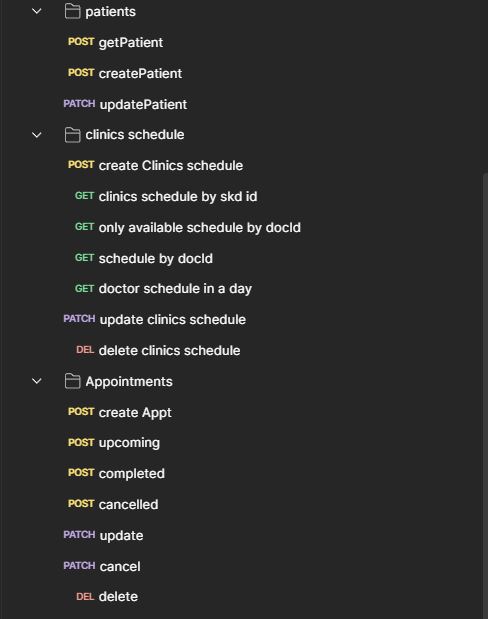 patients
POST getPatient
POST createPatient
PATCH updatePatient
clinics schedule
POST create Clinics schedule
GET clinics schedule by skd id
GET only available schedule by docId
GET schedule by docId
GET doctor schedule in a day
PATCH update clinics schedule
DEL delete clinics schedule
Appointments
POST create Appt
POST upcoming
POST completed
POST cancelled
PATCH update
PATCH cancel
DEL delete